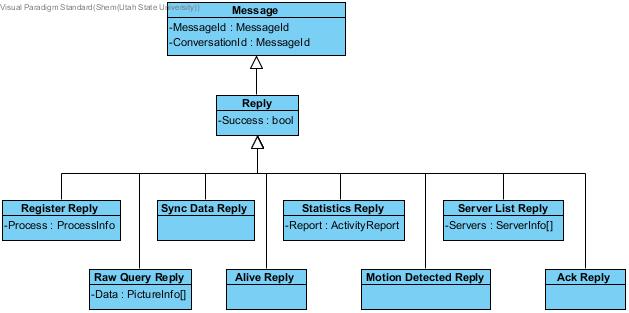 Visual Paradigm Standard(Shem(Utah State University))
Message
-MessageId : MessageId
-ConversationId : MessageId
Reply
-Success : bool
Register Reply
-Process : ProcessInfo
Sync Data Reply
Statistics Reply
-Report : ActivityReport
Server List Reply
-Servers : ServerInfo[]
Raw Query Reply
-Data : PictureInfo[]
Alive Reply
Motion Detected Reply
Ack Reply